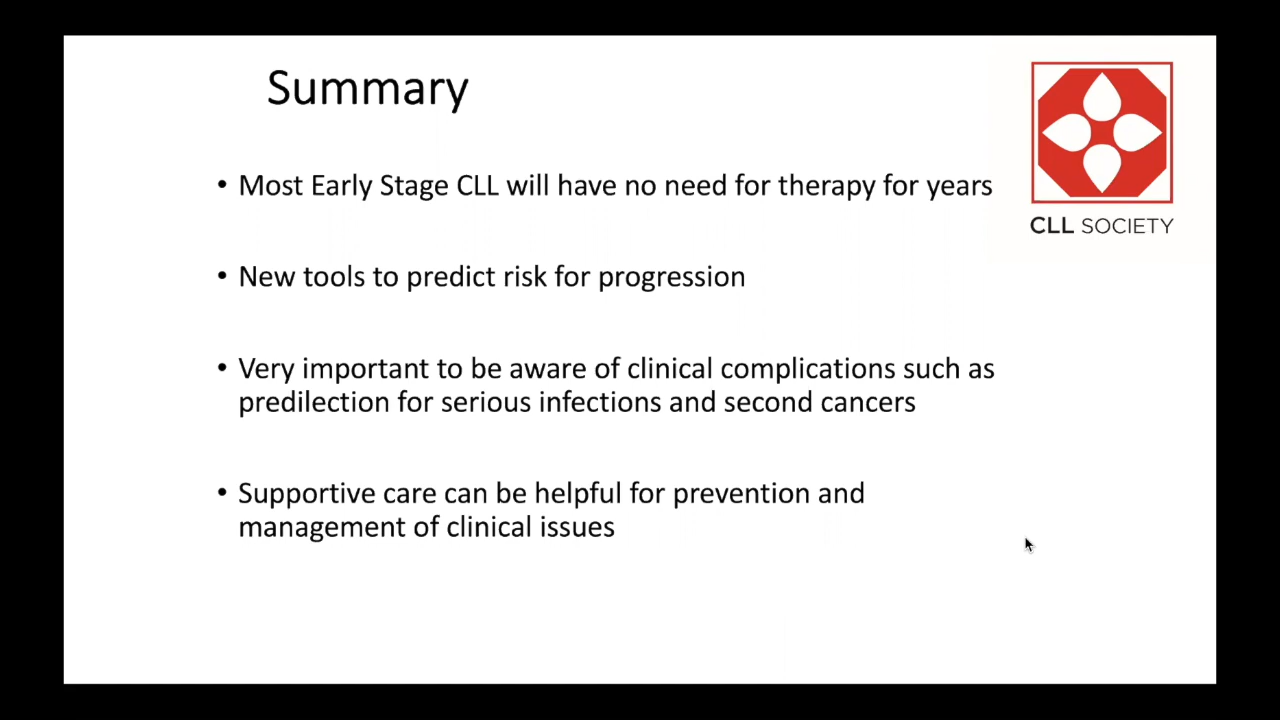 Summary
• Most Early Stage CLL will have no need for therapy for years
CLL SOCIETY
• New tools to predict risk for progression
• Very important to be aware of clinical complications such as
predilection for serious infections and second cancers
• Supportive care can be helpful for prevention and
management of clinical issues